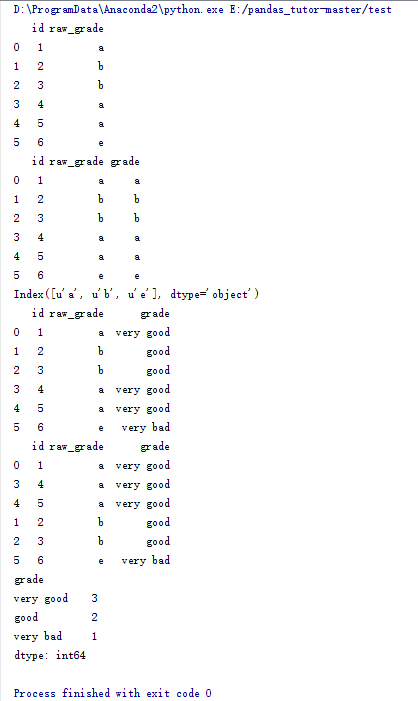 D:\ProgramData\Anaconda2\python.exe E:/pandas_tutor-master/test
id raw_grade
0 1 a
1 2 b
2 3 b
3 4 a
4 5 a
5 6 e
id raw_grade grade
0 1 a a
1 2 b b
2 3 b b
3 4 a a
4 5 a a
5 6 e e
Index([u'a', u'b', u'e'], dtype='object')
id raw_grade grade
0 1 a very good
1 2 b good
2 3 b good
3 4 a very good
4 5 a very good
5 6 e very bad
id raw_grade grade
0 1 a very good
3 4 a very good
4 5 a very good
1 2 b good
2 3 b good
5 6 e very bad
grade
very good 3
good 2
very bad 1
dtype: int64
Process finished with exit code 0